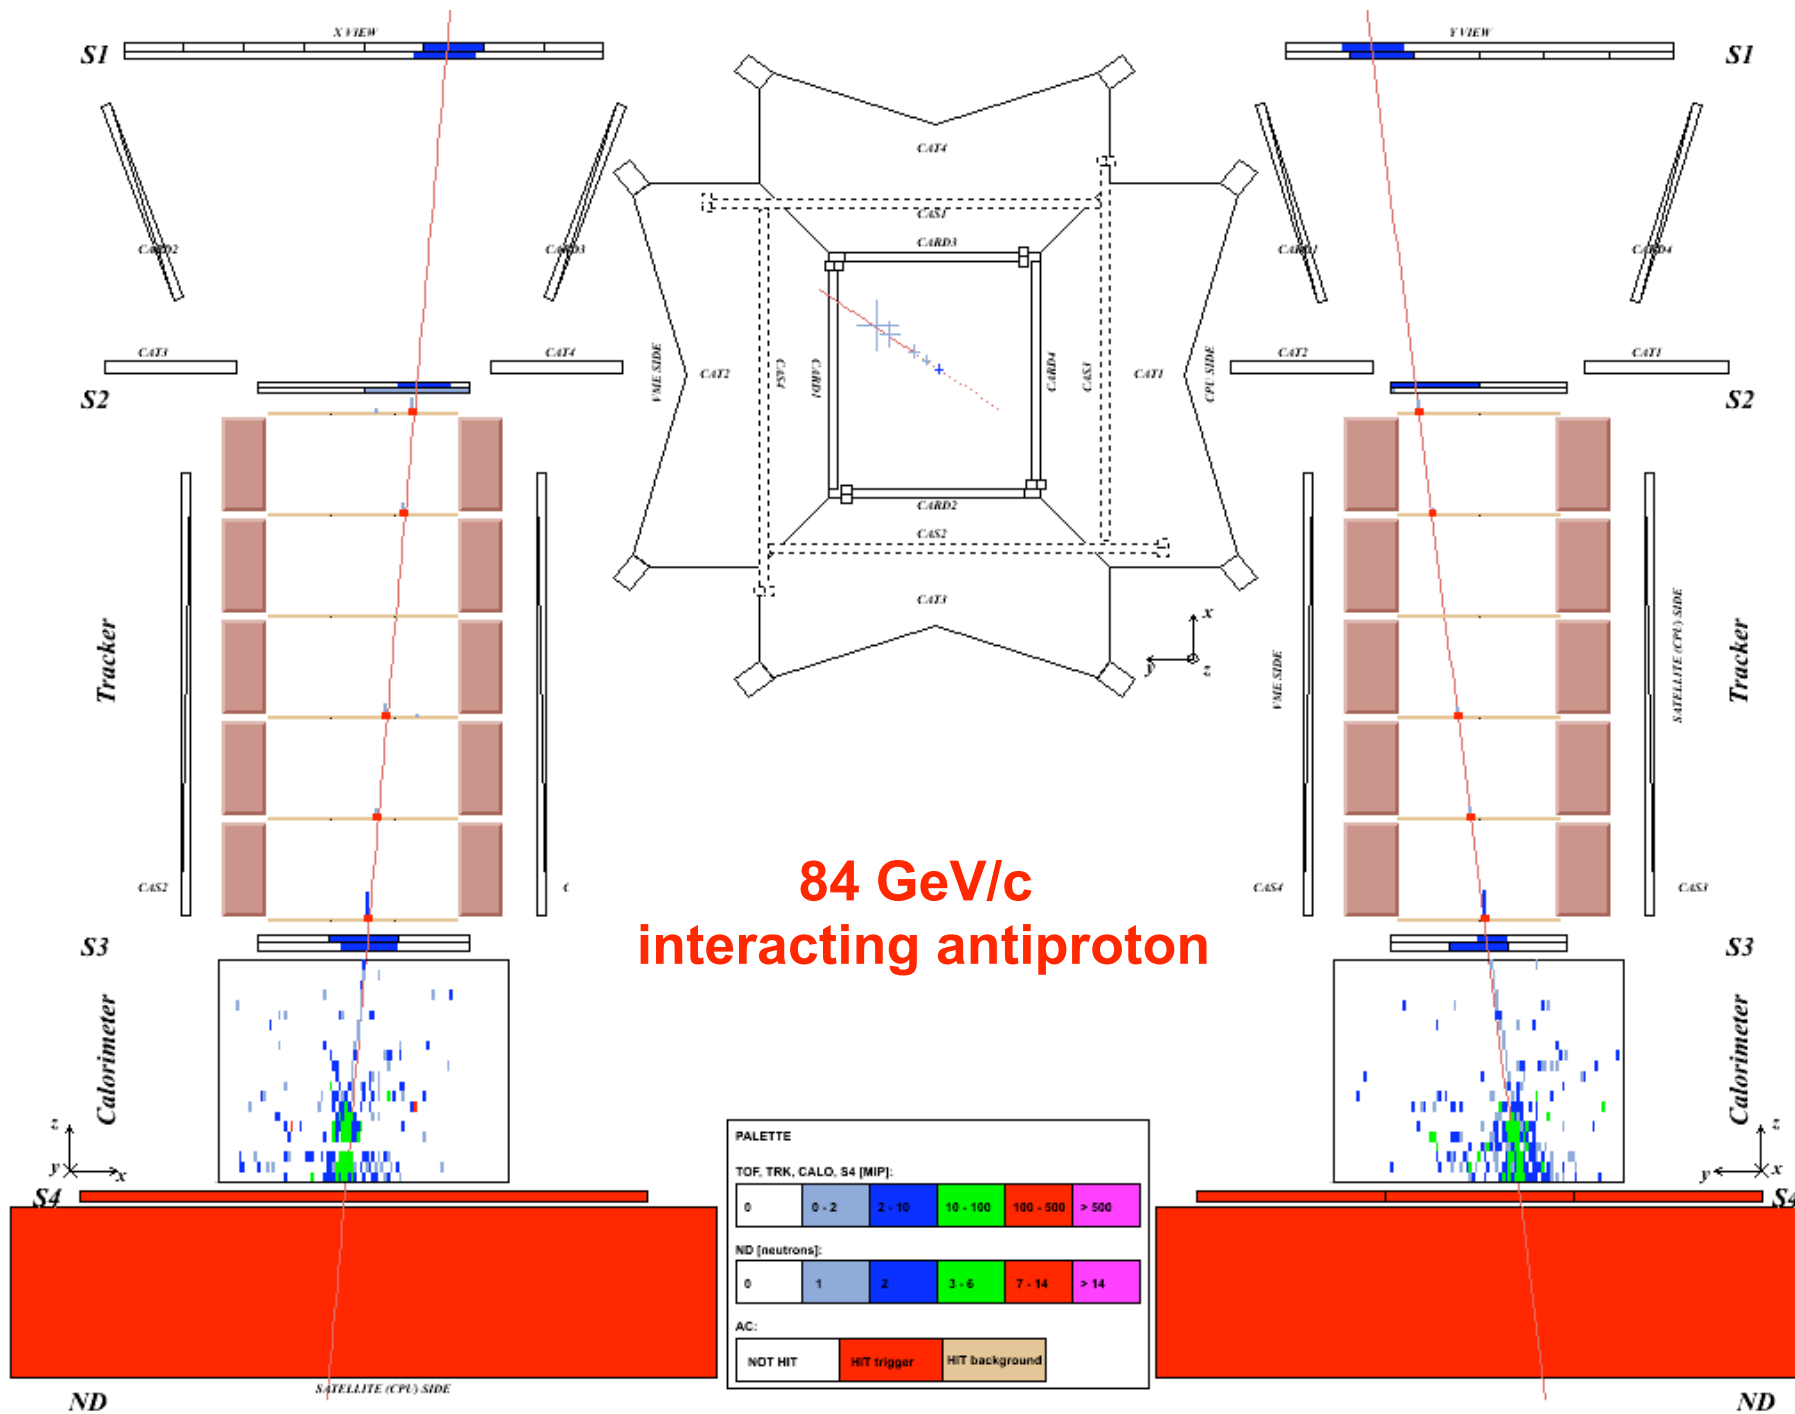 X VIEW
Y VIEW
S1
S1
CAT4
CARD2
CARD3
CAS1
CARD3
CARD1
CARD4
CAT3
CAT4
VME SIDE
CAT2
CAS4
CARD1
CARD4
CAS3
CAT1
CPU SIDE
CAT2
CAT1
S2
S2
CARD2
CAS2
CAT3
x
y
z
Tracker
VME SIDE
SATELLITE (CPU) SIDE
Tracker
84 GeV/c
interacting antiproton
CAS2
C
CAS4
CAS3
S3
S3
Calorimeter
Calorimeter
z
y
x
z
y
x
PALETTE
TOF, TRK, CALO, S4 [MIP]:
0 0 - 2 2 - 10 10 - 100 100 - 500 > 500
ND [neutrons]:
0 1 2 3 - 6 7 - 14 > 14
AC:
NOT HIT HIT trigger HIT background
S4
S4
SATELLITE (CPU) SIDE
ND
ND